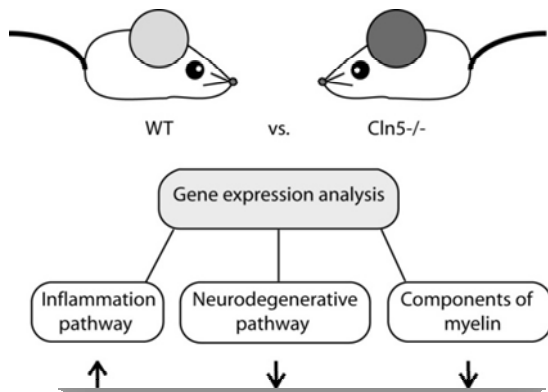 WT vs. Cln5-/-
Gene expression analysis
Inflammation
pathway
Neurodegenerative
pathway
Components of
myelin